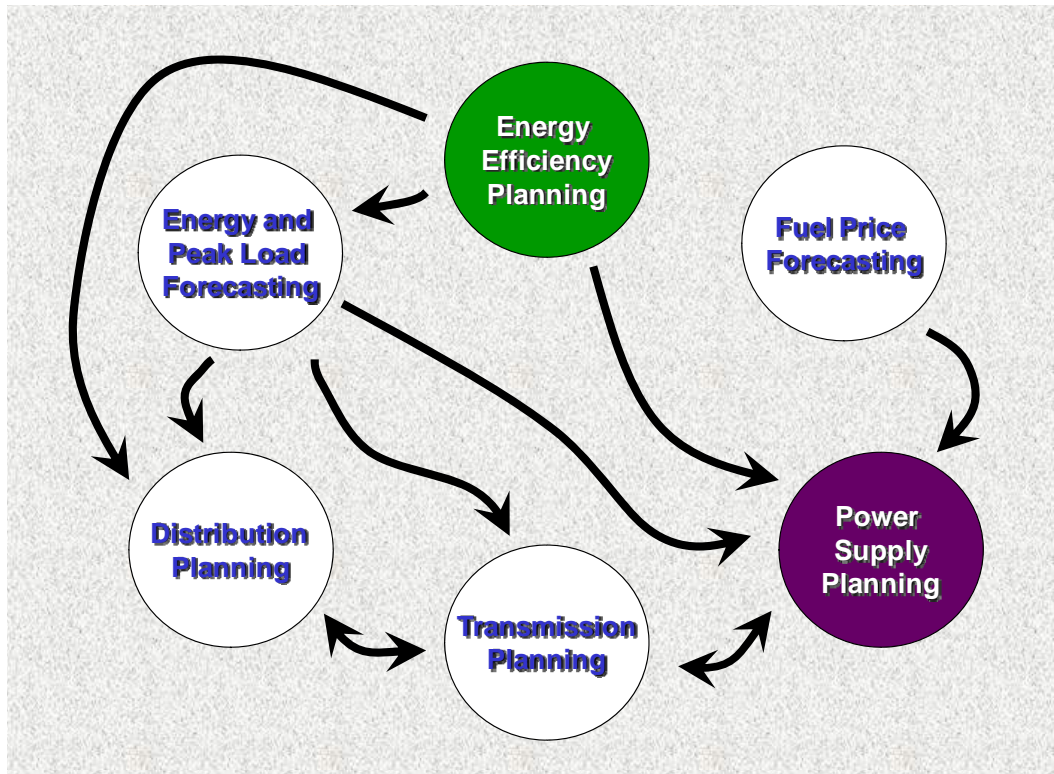 Energy
Efficiency
Planning
Energy and
Peak Load
Forecasting
Fuel Price
Forecasting
Distribution
Planning
Transmission
Planning
Power
Supply
Planning